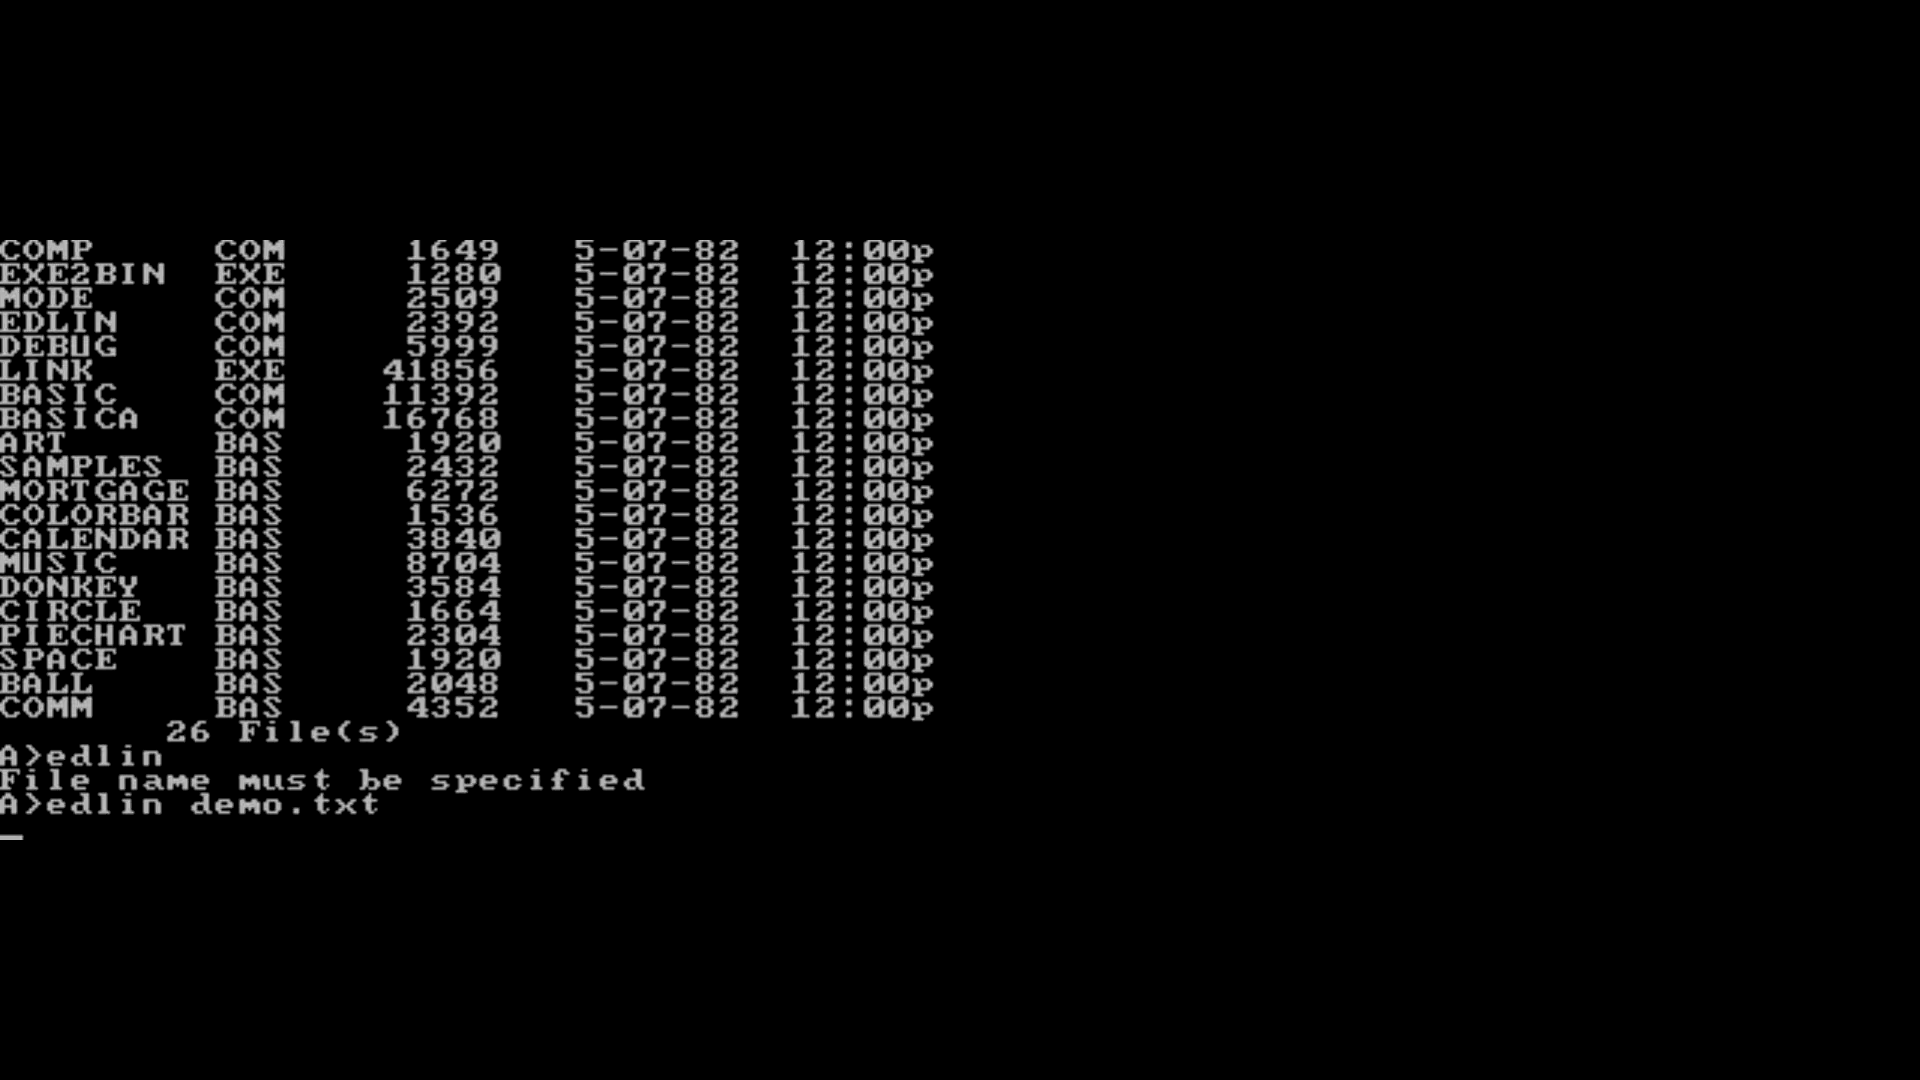 COMP     COM     1649   5-07-82  12:00p
EXE2BIN  EXE     1280   5-07-82  12:00p
MODE     COM     2509   5-07-82  12:00p
EDLIN    COM     2392   5-07-82  12:00p
DEBUG    COM     5999   5-07-82  12:00p
LINK     EXE    41856   5-07-82  12:00p
BASIC    COM    11392   5-07-82  12:00p
BASICA   COM    16768   5-07-82  12:00p
ART      BAS     1920   5-07-82  12:00p
SAMPLES  BAS     2432   5-07-82  12:00p
MORTGAGE BAS     6272   5-07-82  12:00p
COLORBAR BAS     1536   5-07-82  12:00p
CALENDAR BAS     3840   5-07-82  12:00p
MUSIC    BAS     8704   5-07-82  12:00p
DONKEY   BAS     3584   5-07-82  12:00p
CIRCLE   BAS     1664   5-07-82  12:00p
PIECHART BAS     2304   5-07-82  12:00p
SPACE    BAS     1920   5-07-82  12:00p
BALL     BAS     2048   5-07-82  12:00p
COMM     BAS     4352   5-07-82  12:00p
       26 File(s)
A>edlin
File name must be specified
A>edlin demo.txt